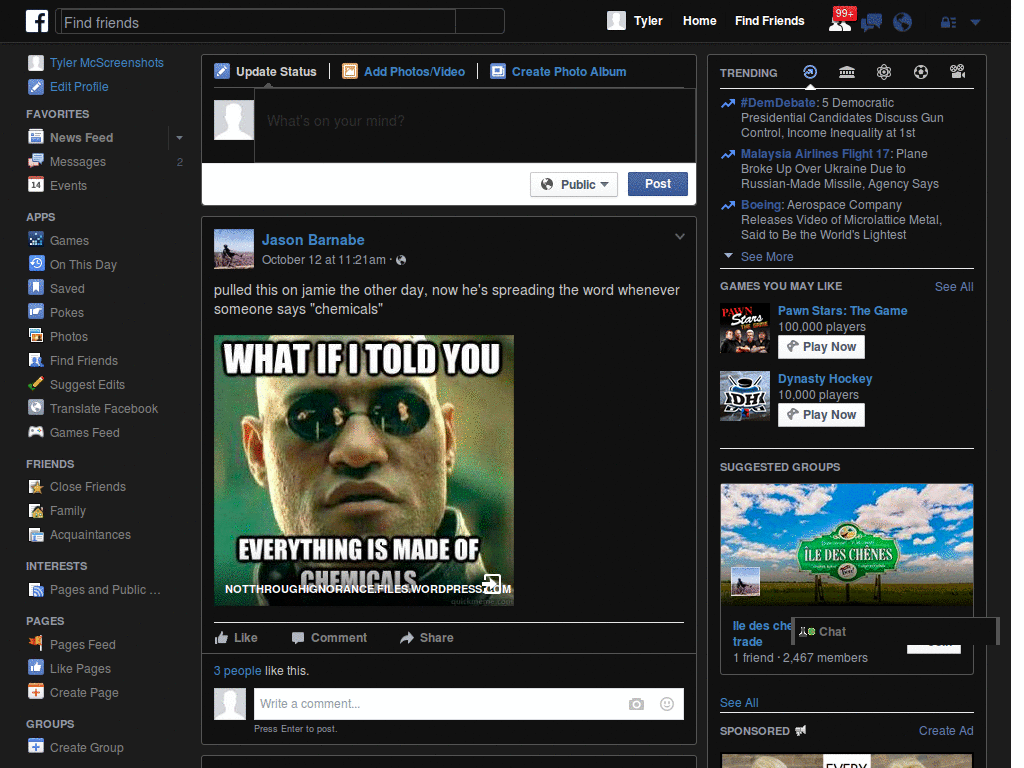 Find friends
Tyler
Home
Find Friends
99+
Tyler McScreenshots
Edit Profile
FAVORITES
News Feed
Messages
2
14
Events
APPS
Games
On This Day
Saved
Pokes
Photos
Find Friends
Suggest Edits
Translate Facebook
Games Feed
FRIENDS
Close Friends
Family
Acquaintances
INTERESTS
Pages and Public ...
PAGES
Pages Feed
Like Pages
Create Page
GROUPS
Create Group
Update Status
Add Photos/Video
Create Photo Album
What's on your mind?
Public
Post
Jason Barnabe
October 12 at 11:21am ·
pulled this on jamie the other day, now he's spreading the word whenever
someone says "chemicals"
WHAT IF I TOLD YOU
EVERYTHING IS MADE OF
CHEMICALS
NOTTHROUGHIGNORANCE.FILES.WORDPRESS.COM
quickmeme.com
Like
Comment
Share
3 people like this.
Write a comment...
Press Enter to post.
TRENDING
#DemDebate: 5 Democratic
Presidential Candidates Discuss Gun
Control, Income Inequality at 1st
Malaysia Airlines Flight 17: Plane
Broke Up Over Ukraine Due to
Russian-Made Missile, Agency Says
Boeing: Aerospace Company
Releases Video of Microlattice Metal,
Said to Be the World's Lightest
See More
GAMES YOU MAY LIKE
See All
PAWN
Stars
THE GAME
Pawn Stars: The Game
100,000 players
Play Now
DH
Dynasty Hockey
10,000 players
Play Now
SUGGESTED GROUPS
ÎLE DES CHÊNES
Ile des che
trade
1 friend · 2,467 members
Chat
See All
SPONSORED
Create Ad
EVERY